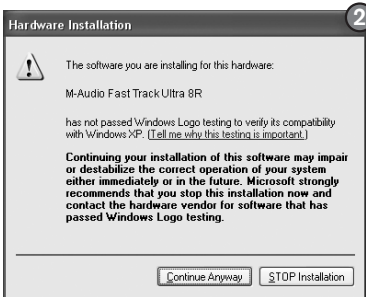 2
Hardware Installation
The software you are installing for this hardware:
M-Audio Fast Track Ultra 8R
has not passed Windows Logo testing to verify its compatibility
with Windows XP. (Tell me why this testing is important.)
Continuing your installation of this software may impair
or destabilize the correct operation of your system
either immediately or in the future. Microsoft strongly
recommends that you stop this installation now and
contact the hardware vendor for software that has
passed Windows Logo testing.
Continue Anyway
STOP Installation